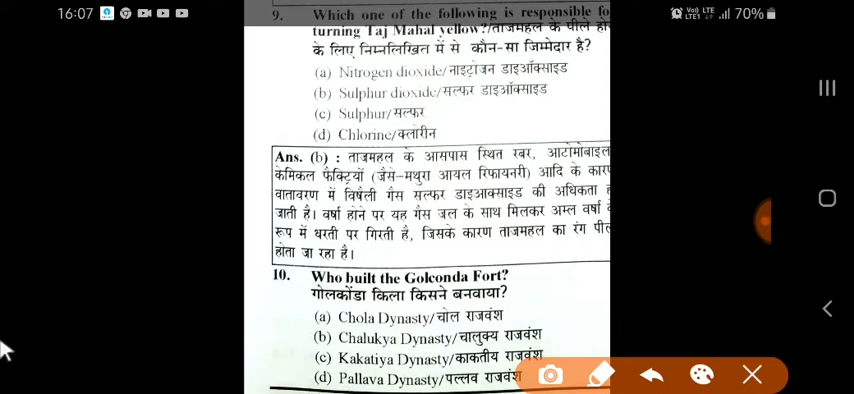 16:07
Vo) LTE
LTE1
70%
9. Which one of the following is responsible fo
turning Taj Mahal yellow?/ताजमहल के पीले हो
के लिए निम्नलिखित में से कौन-सा जिम्मेदार है?
(a) Nitrogen dioxide/नाइट्रोजन डाइऑक्साइड
(b) Sulphur dioxide/सल्फर डाइऑक्साइड
(c) Sulphur/सल्फर
(d) Chlorine/क्लोरीन
Ans. (b) : ताजमहल के आसपास स्थित रबर, आटोमोबाइल
केमिकल फैक्ट्रियों (जैसे-मथुरा आयल रिफायनरी) आदि के कार
वातावरण में विषैली गैस सल्फर डाइआक्साइड की अधिकता ह
जाती है। वर्षा होने पर यह गैस जल के साथ मिलकर अम्ल वर्षा
रूप में धरती पर गिरती है, जिसके कारण ताजमहल का रंग पील
होता जा रहा है।
10. Who built the Golconda Fort?
गोलकोंडा किला किसने बनवाया?
(a) Chola Dynasty/चोल राजवंश
(b) Chalukya Dynasty/चालुक्य राजवंश
(c) Kakatiya Dynasty/काकतीय राजवंश
(d) Pallava Dynasty/पल्लव राजवंश